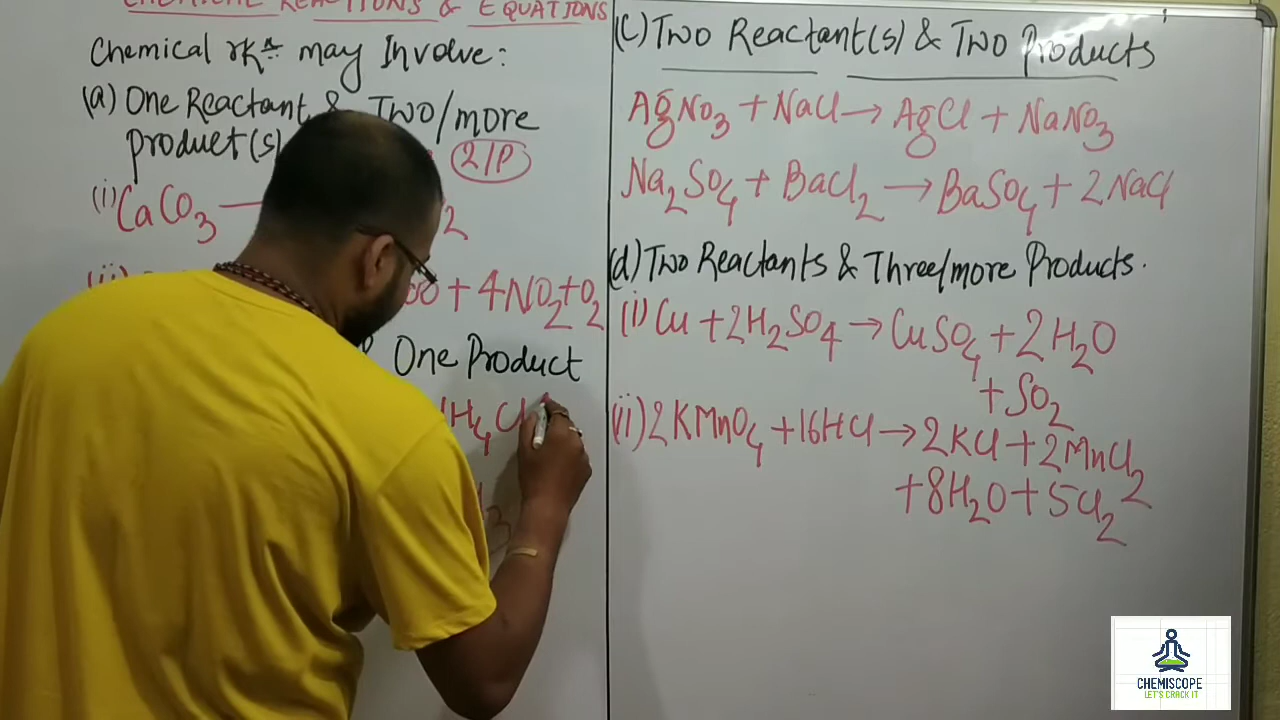 CHEMICAL REACTIONS & EQUATIONS
Chemical rxⁿ may Involve:
(a) One Reactant & Two/more
product(s)
2/P
(i) CaCO3 →
2
(ii)
+ 4NO2 + O2
One Product
H4Cl
(C) Two Reactant(s) & Two Products
AgNO3 + NaCl → AgCl + NaNO3
Na2SO4 + BaCl2 → BaSO4 + 2NaCl
(d) Two Reactants & Three/more Products.
(i) Cu + 2H2SO4 → CuSO4 + 2H2O
+ SO2
(ii) 2KMnO4 + 16HCl → 2KCl + 2MnCl2
+ 8H2O + 5Cl2
CHEMISCOPE
LET'S CRACK IT